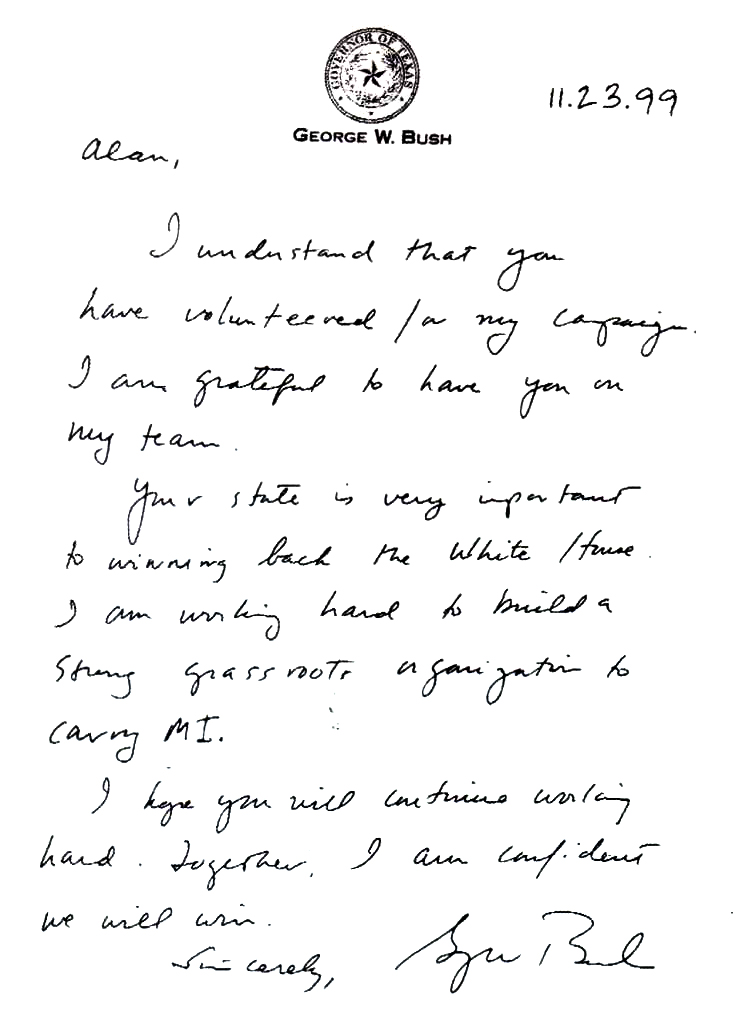 GOVERNOR OF TEXAS
GEORGE W. BUSH
11.23.99
Alan,
I understand that you
have volunteered for my campaign.
I am grateful to have you on
my team.
Your state is very important
to winning back the White House.
I am working hard to build a
strong grassroots organization to
carry MI.
I hope you will continue working
hard. Together, I am confident
we will win.
Sincerely,
George Bush